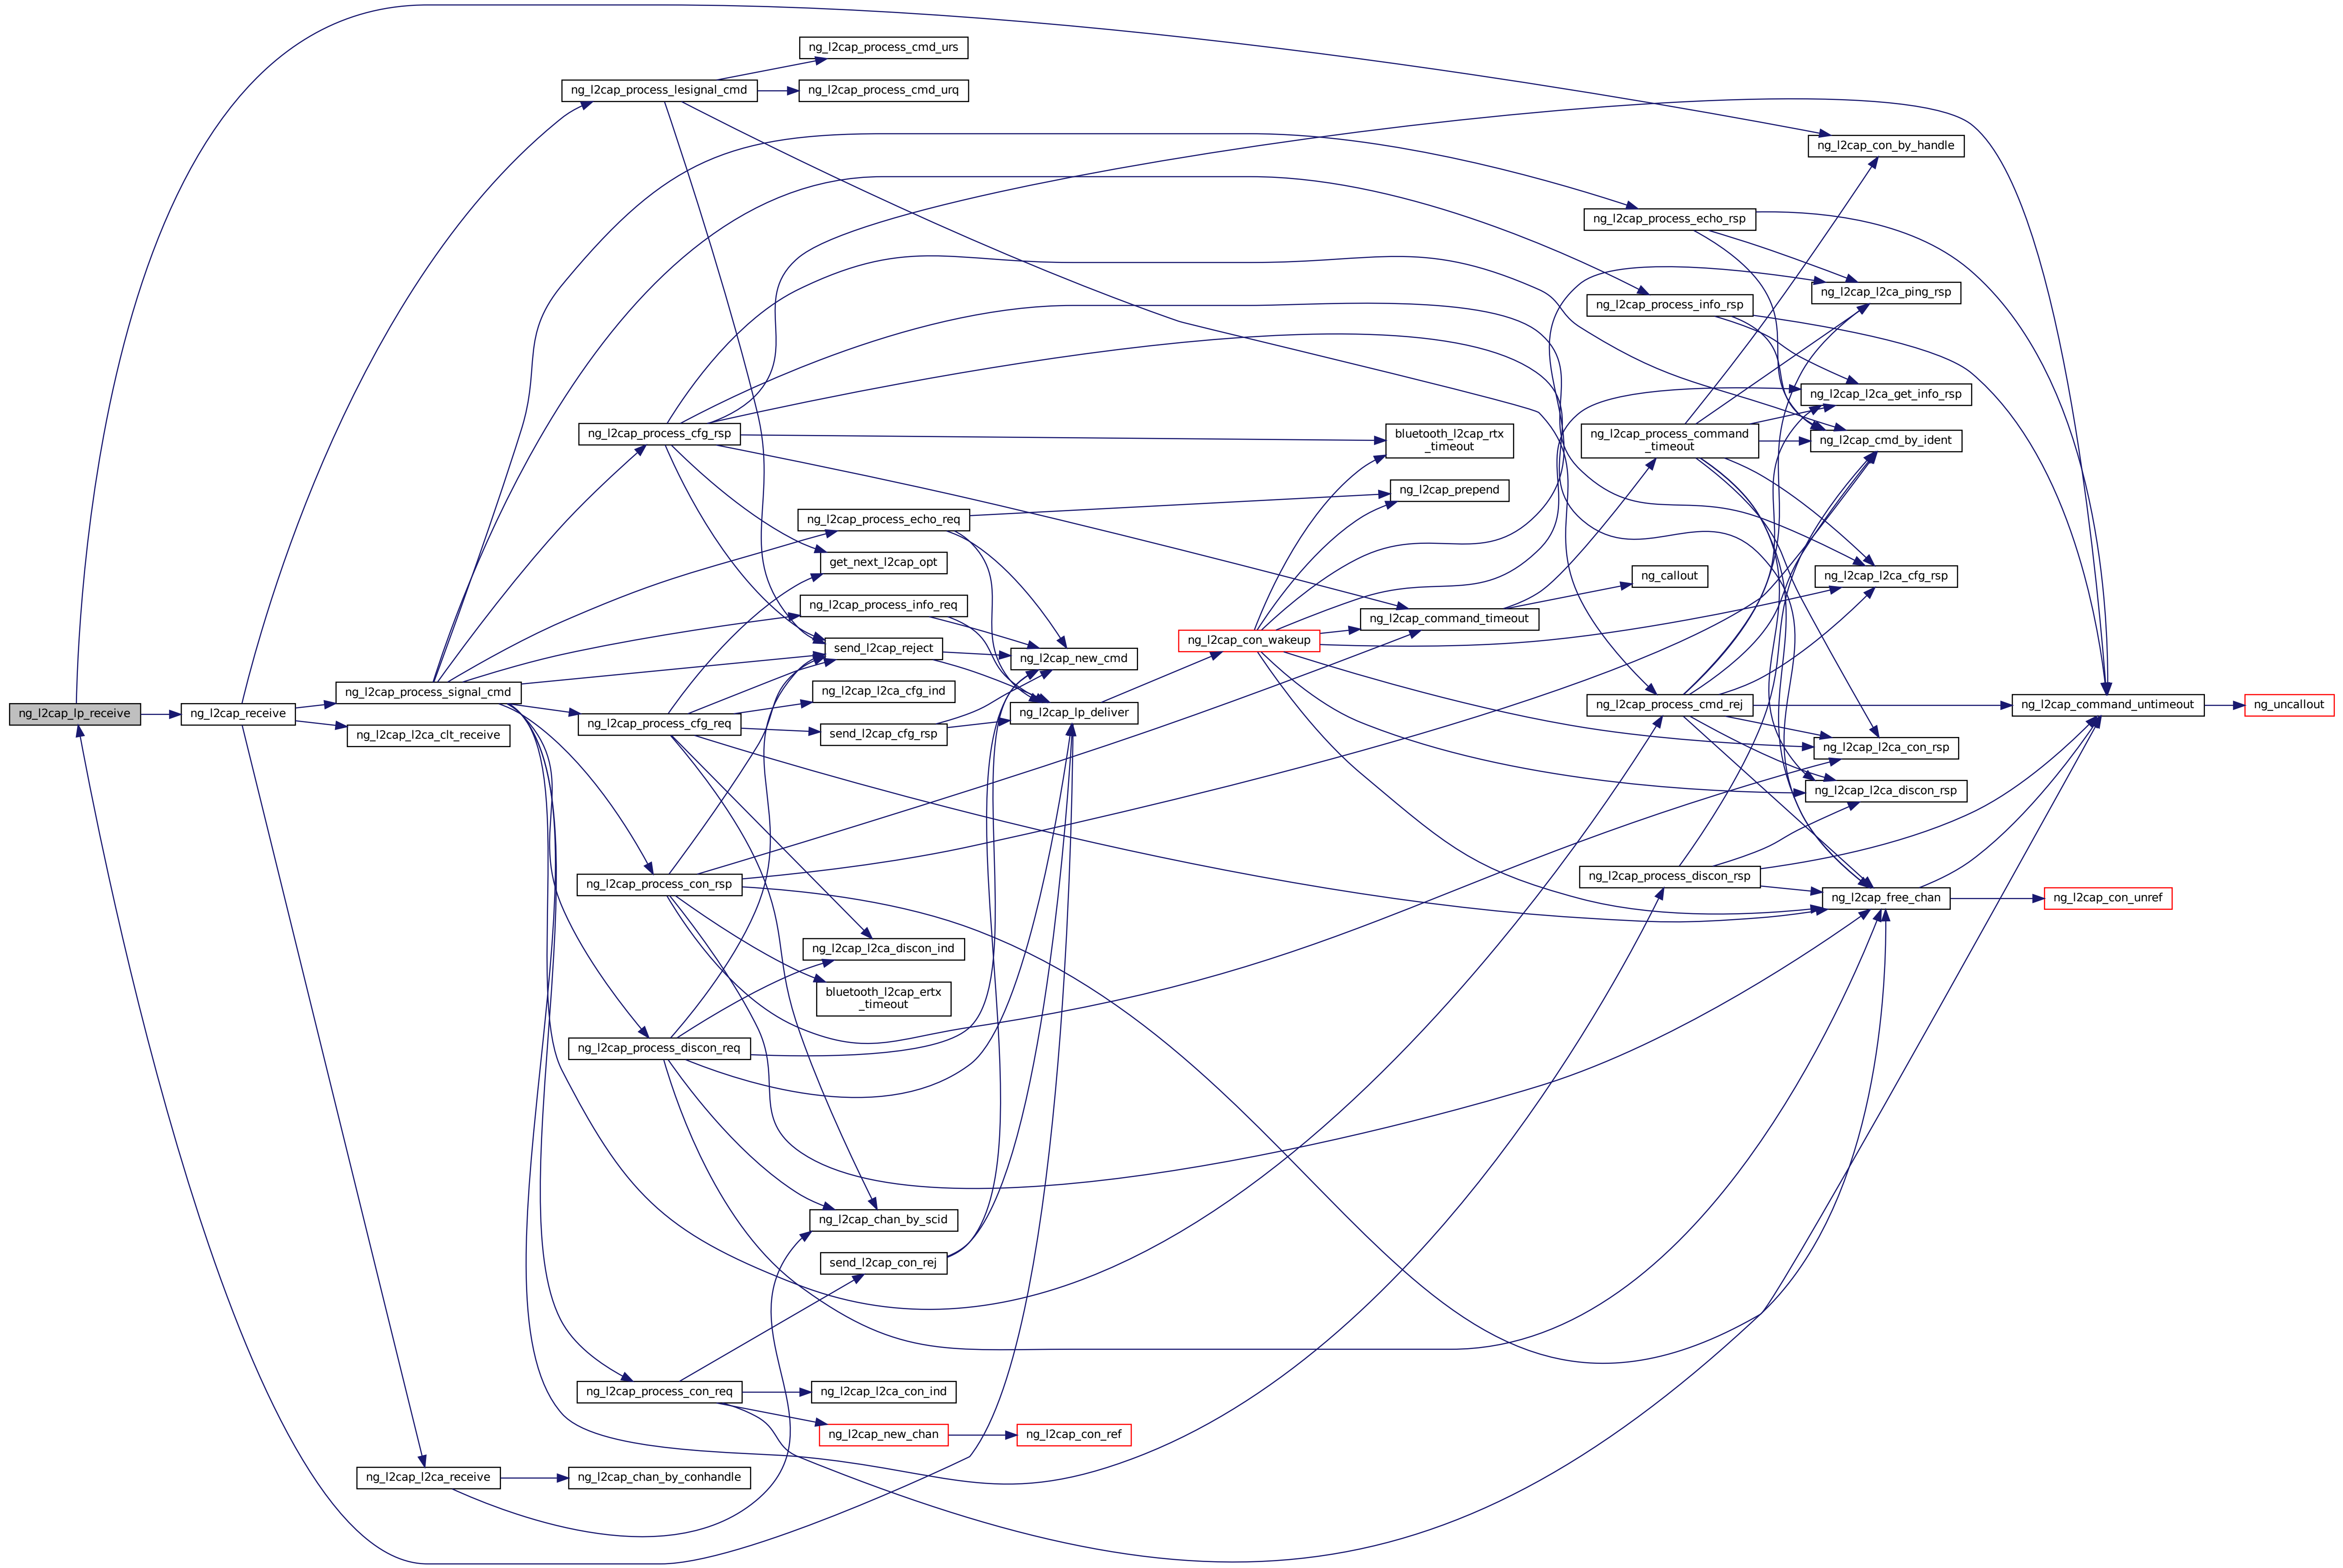 ng_l2cap_process_cmd_urs
ng_l2cap_process_lesignal_cmd
ng_l2cap_process_cmd_urq
ng_l2cap_con_by_handle
ng_l2cap_process_echo_rsp
ng_l2cap_l2ca_ping_rsp
ng_l2cap_process_info_rsp
ng_l2cap_l2ca_get_info_rsp
ng_l2cap_process_cfg_rsp
bluetooth_l2cap_rtx
_timeout
ng_l2cap_process_command
_timeout
ng_l2cap_cmd_by_ident
ng_l2cap_prepend
ng_l2cap_process_echo_req
get_next_l2cap_opt
ng_callout
ng_l2cap_l2ca_cfg_rsp
ng_l2cap_process_info_req
ng_l2cap_command_timeout
ng_l2cap_con_wakeup
send_l2cap_reject
ng_l2cap_new_cmd
ng_l2cap_process_signal_cmd
ng_l2cap_l2ca_cfg_ind
ng_l2cap_lp_receive
ng_l2cap_receive
ng_l2cap_process_cfg_req
ng_l2cap_lp_deliver
ng_l2cap_process_cmd_rej
ng_l2cap_command_untimeout
ng_uncallout
ng_l2cap_l2ca_clt_receive
send_l2cap_cfg_rsp
ng_l2cap_l2ca_con_rsp
ng_l2cap_l2ca_discon_rsp
ng_l2cap_process_con_rsp
ng_l2cap_process_discon_rsp
ng_l2cap_free_chan
ng_l2cap_con_unref
ng_l2cap_l2ca_discon_ind
bluetooth_l2cap_ertx
_timeout
ng_l2cap_process_discon_req
ng_l2cap_chan_by_scid
send_l2cap_con_rej
ng_l2cap_process_con_req
ng_l2cap_l2ca_con_ind
ng_l2cap_new_chan
ng_l2cap_con_ref
ng_l2cap_l2ca_receive
ng_l2cap_chan_by_conhandle